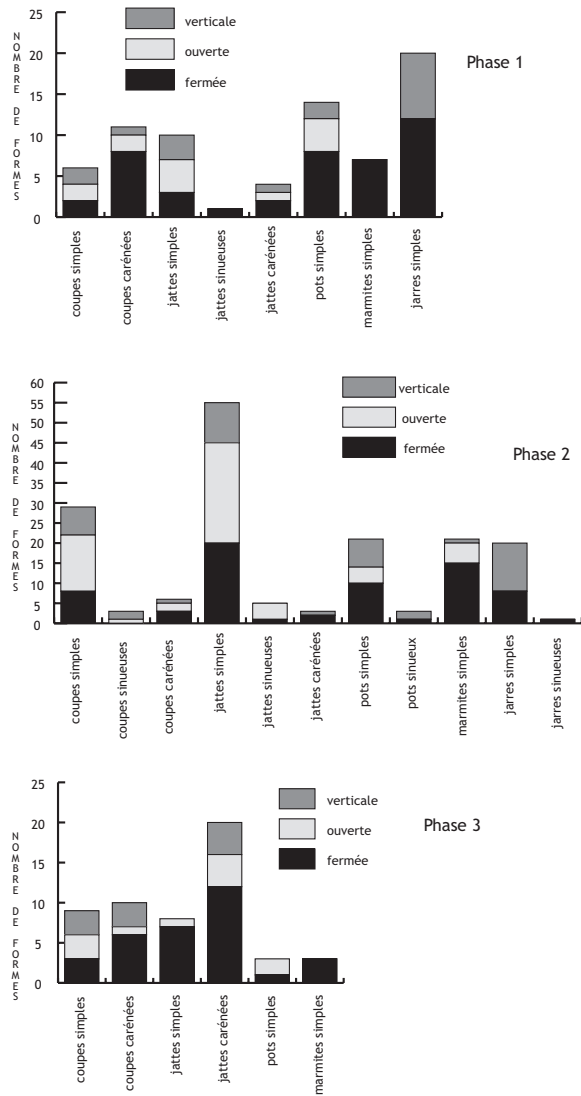 NOMBRE DE FORMES
25
20
15
10
5
0
verticale
ouverte
fermée
Phase 1
coupes simples
coupes carénées
jattes simples
jattes sinueuses
jattes carénées
pots simples
marmites simples
jarres simples
NOMBRE DE FORMES
60
55
50
45
40
35
30
25
20
15
10
5
0
verticale
ouverte
fermée
Phase 2
coupes simples
coupes sinueuses
coupes carénées
jattes simples
jattes sinueuses
jattes carénées
pots simples
pots sinueux
marmites simples
jarres simples
jarres sinueuses
NOMBRE DE FORMES
25
20
15
10
5
0
verticale
ouverte
fermée
Phase 3
coupes simples
coupes carénées
jattes simples
jattes carénées
pots simples
marmites simples